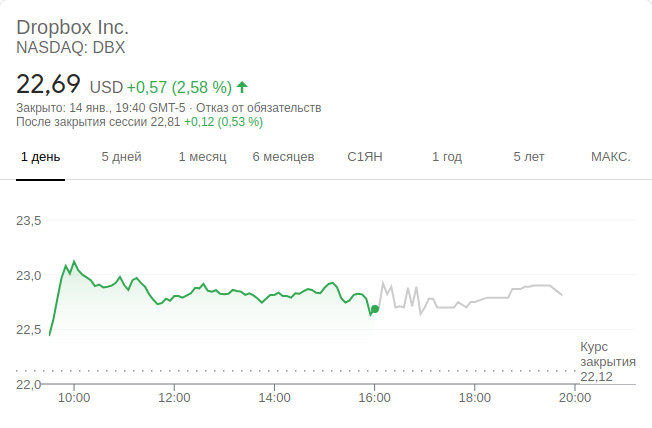 Dropbox Inc.
NASDAQ: DBX
22,69 USD +0,57 (2,58 %)
Закрыто: 14 янв., 19:40 GMT-5 · Отказ от обязательств
После закрытия сессии 22,81 +0,12 (0,53 %)
1 день 5 дней 1 месяц 6 месяцев С1ЯН 1 год 5 лет МАКС.
23,5
23,0
22,5
Курс
закрытия
22,12
22,0
10:00 12:00 14:00 16:00 18:00 20:00